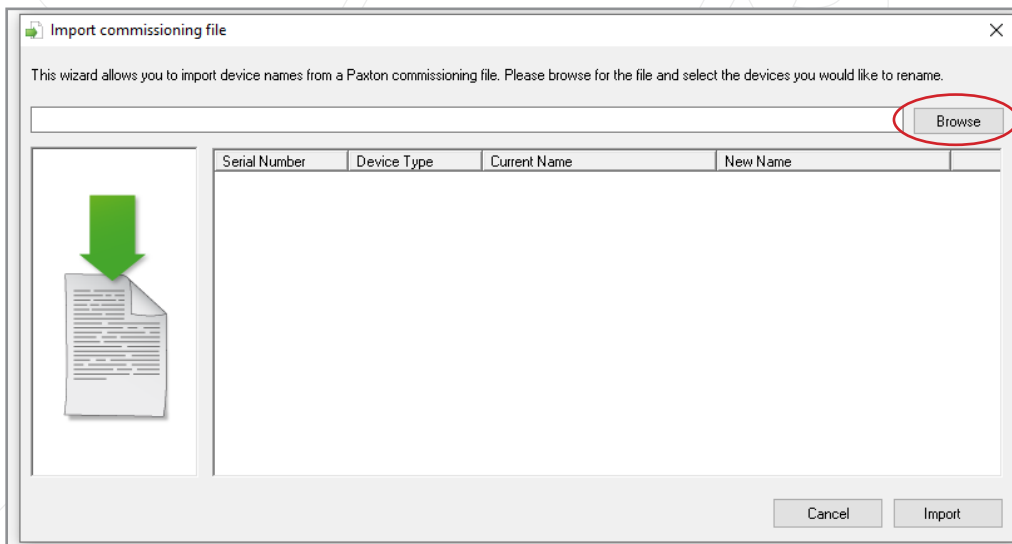 Import commissioning file
This wizard allows you to import device names from a Paxton commissioning file. Please browse for the file and select the devices you would like to rename.
Browse
Serial Number Device Type Current Name New Name
Cancel Import